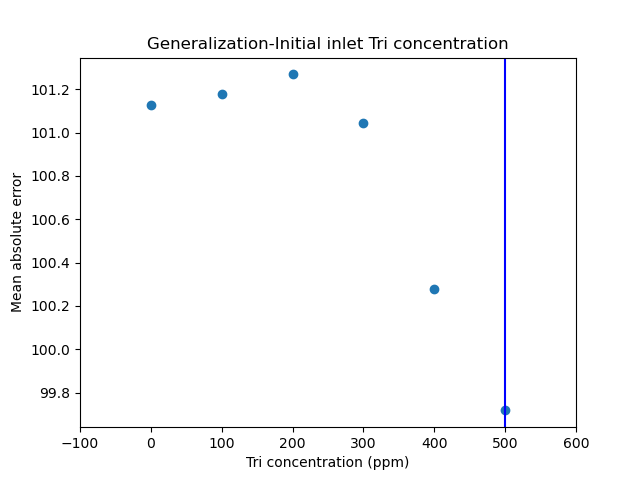 Generalization-Initial inlet Tri concentration
101.2
101.0
100.8
100.6
100.4
100.2
100.0
99.8
Mean absolute error
−100 0 100 200 300 400 500 600
Tri concentration (ppm)